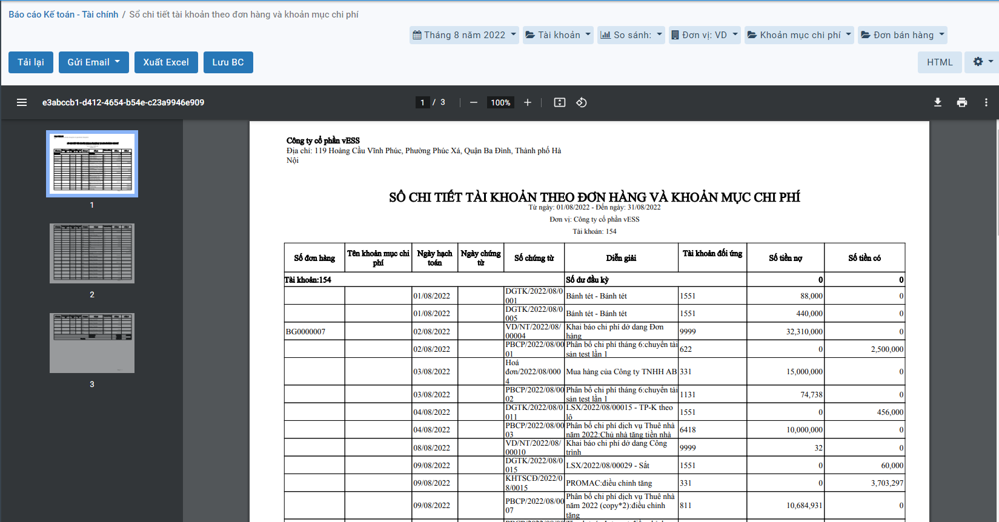 Báo cáo Kế toán - Tài chính / Sổ chi tiết tài khoản theo đơn hàng và khoản mục chi phí
Tháng 8 năm 2022 Tài khoản So sánh: Đơn vị: VD Khoản mục chi phí Đơn bán hàng
Tải lại Gửi Email Xuất Excel Lưu BC HTML
e3abccb1-d412-4654-b54e-c23a9946e909 1 / 3 100%
1
2
3
Công ty cổ phần vESS
Địa chỉ: 119 Hoàng Cầu Vĩnh Phúc, Phường Phúc Xá, Quận Ba Đình, Thành phố Hà
Nội
SỔ CHI TIẾT TÀI KHOẢN THEO ĐƠN HÀNG VÀ KHOẢN MỤC CHI PHÍ
Từ ngày: 01/08/2022 - Đến ngày: 31/08/2022
Đơn vị: Công ty cổ phần vESS
Tài khoản: 154
Số đơn hàng Tên khoản mục chi phí Ngày hạch toán Ngày chứng từ Số chứng từ Diễn giải Tài khoản đối ứng Số tiền nợ Số tiền có
Tài khoản:154 Số dư đầu kỳ 0 0
01/08/2022 DGTK/2022/08/0001 Bánh tét - Bánh tét 1551 88,000 0
01/08/2022 DGTK/2022/08/0005 Bánh tét - Bánh tét 1551 440,000 0
BG0000007 02/08/2022 VD/NT/2022/08/00004 Khai báo chi phí dở dang Đơn hàng 9999 32,310,000 0
02/08/2022 PBCP/2022/08/0001 Phân bổ chi phí tháng 6:chuyển tài sản test lần 1 622 0 2,500,000
03/08/2022 Hoá đơn/2022/08/0004 Mua hàng của Công ty TNHH AB 331 15,000,000 0
03/08/2022 PBCP/2022/08/0002 Phân bổ chi phí tháng 6:chuyển tài sản test lần 1 1131 74,738 0
04/08/2022 DGTK/2022/08/0011 LSX/2022/08/00015 - TP-K theo lô 1551 0 456,000
04/08/2022 PBCP/2022/08/0003 Phân bổ chi phí dịch vụ Thuê nhà năm 2022:Chủ nhà tăng tiền nhà 6418 10,000,000 0
08/08/2022 VD/NT/2022/08/00010 Khai báo chi phí dở dang Công trình 9999 32 0
09/08/2022 DGTK/2022/08/0015 LSX/2022/08/00029 - Sắt 1551 0 60,000
09/08/2022 KHTSCĐ/2022/08/0015 PROMAC:điều chỉnh tăng 331 0 3,703,297
09/08/2022 PBCP/2022/08/0007 Phân bổ chi phí dịch vụ Thuê nhà năm 2022 (copy*2):điều chỉnh tăng 811 10,684,931 0